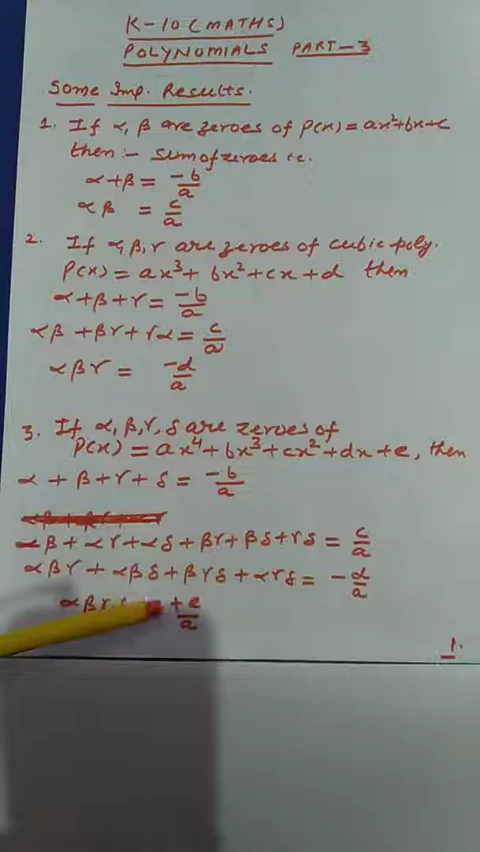 K-10 (MATHS)
POLYNOMIALS PART-3
Some Imp. Results.
1. If α, β are zeroes of P(x) = ax²+bx+c
then:- sum of zeroes i.e.
α+β = -b/a
αβ = c/a
2. If α, β, γ are zeroes of cubic poly.
P(x) = ax³ + bx² + cx + d then
α+β+γ = -b/a
αβ + βγ + γα = c/a
αβγ = -d/a
3. If α, β, γ, δ are zeroes of
P(x) = ax⁴ + bx³ + cx² + dx + e, then
α + β + γ + δ = -b/a
αβ + αγ + αδ + βγ + βδ + γδ = c/a
αβγ + αβδ + βγδ + αγδ = -d/a
αβγ +e/a
1.